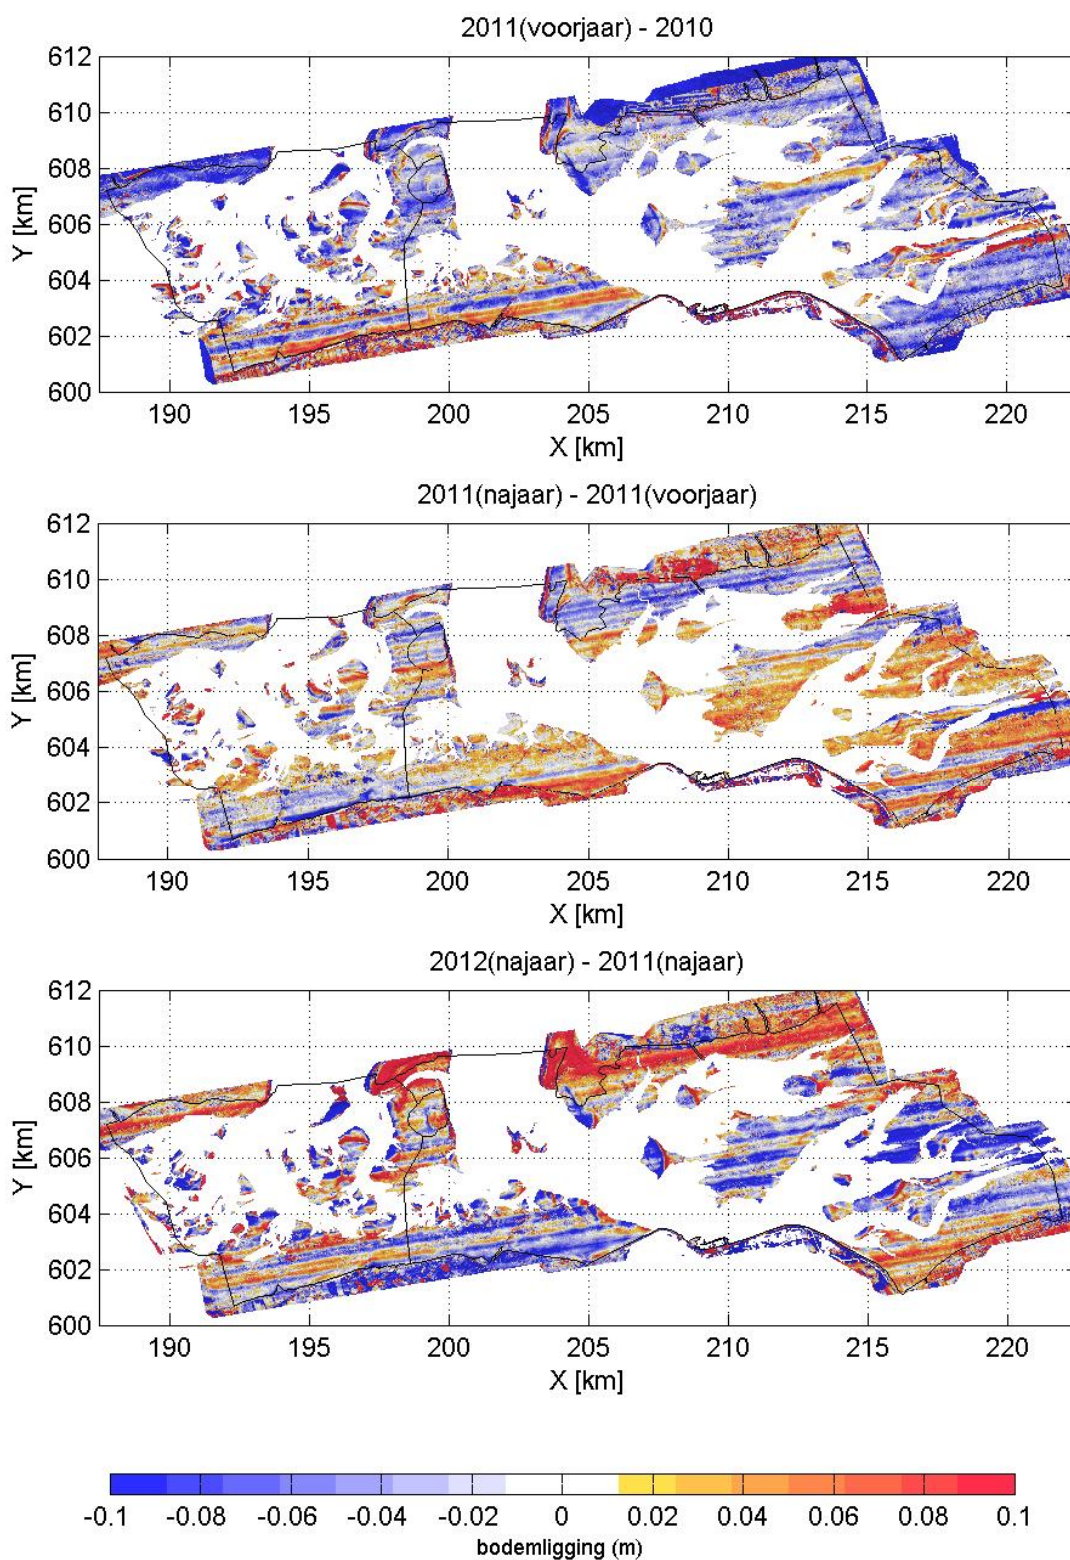 2011(voorjaar) - 2010
612
610
608
606
604
602
600
Y [km]
190 195 200 205 210 215 220
X [km]
2011(najaar) - 2011(voorjaar)
612
610
608
606
604
602
600
Y [km]
190 195 200 205 210 215 220
X [km]
2012(najaar) - 2011(najaar)
612
610
608
606
604
602
600
Y [km]
190 195 200 205 210 215 220
X [km]
-0.1 -0.08 -0.06 -0.04 -0.02 0 0.02 0.04 0.06 0.08 0.1
bodemligging (m)